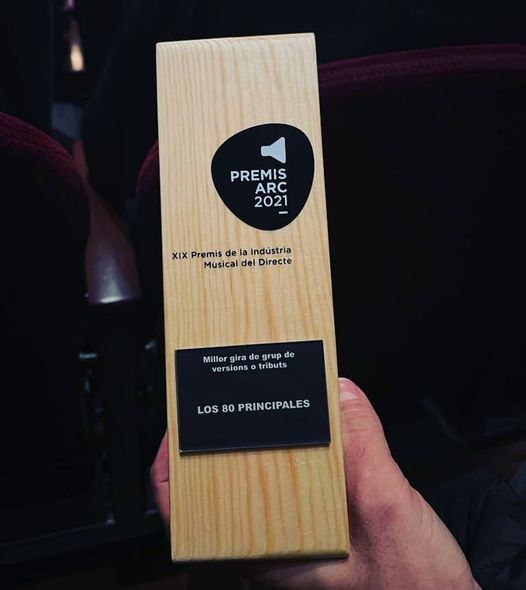 PREMIS
ARC
2021
XIX Premis de la Indústria
Musical del Directe
Millor gira de grup de
versions o tributs
LOS 80 PRINCIPALES